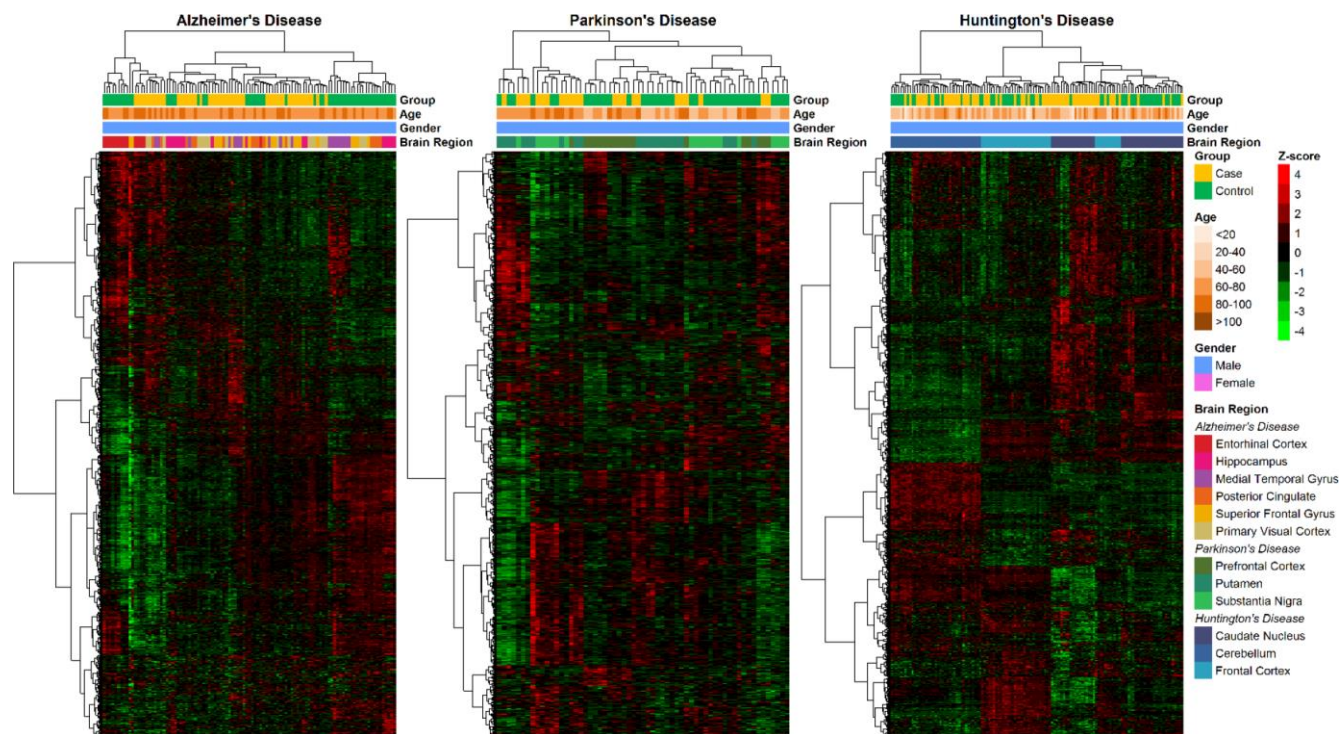 Alzheimer's Disease
Parkinson's Disease
Huntington's Disease
Group
Age
Gender
Brain Region
Group
Age
Gender
Brain Region
Group
Age
Gender
Brain Region
Group
Case
Control
Age
<20
20-40
40-60
60-80
80-100
>100
Z-score
4
3
2
1
0
-1
-2
-3
-4
Gender
Male
Female
Brain Region
Alzheimer's Disease
Entorhinal Cortex
Hippocampus
Medial Temporal Gyrus
Posterior Cingulate
Superior Frontal Gyrus
Primary Visual Cortex
Parkinson's Disease
Prefrontal Cortex
Putamen
Substantia Nigra
Huntington's Disease
Caudate Nucleus
Cerebellum
Frontal Cortex